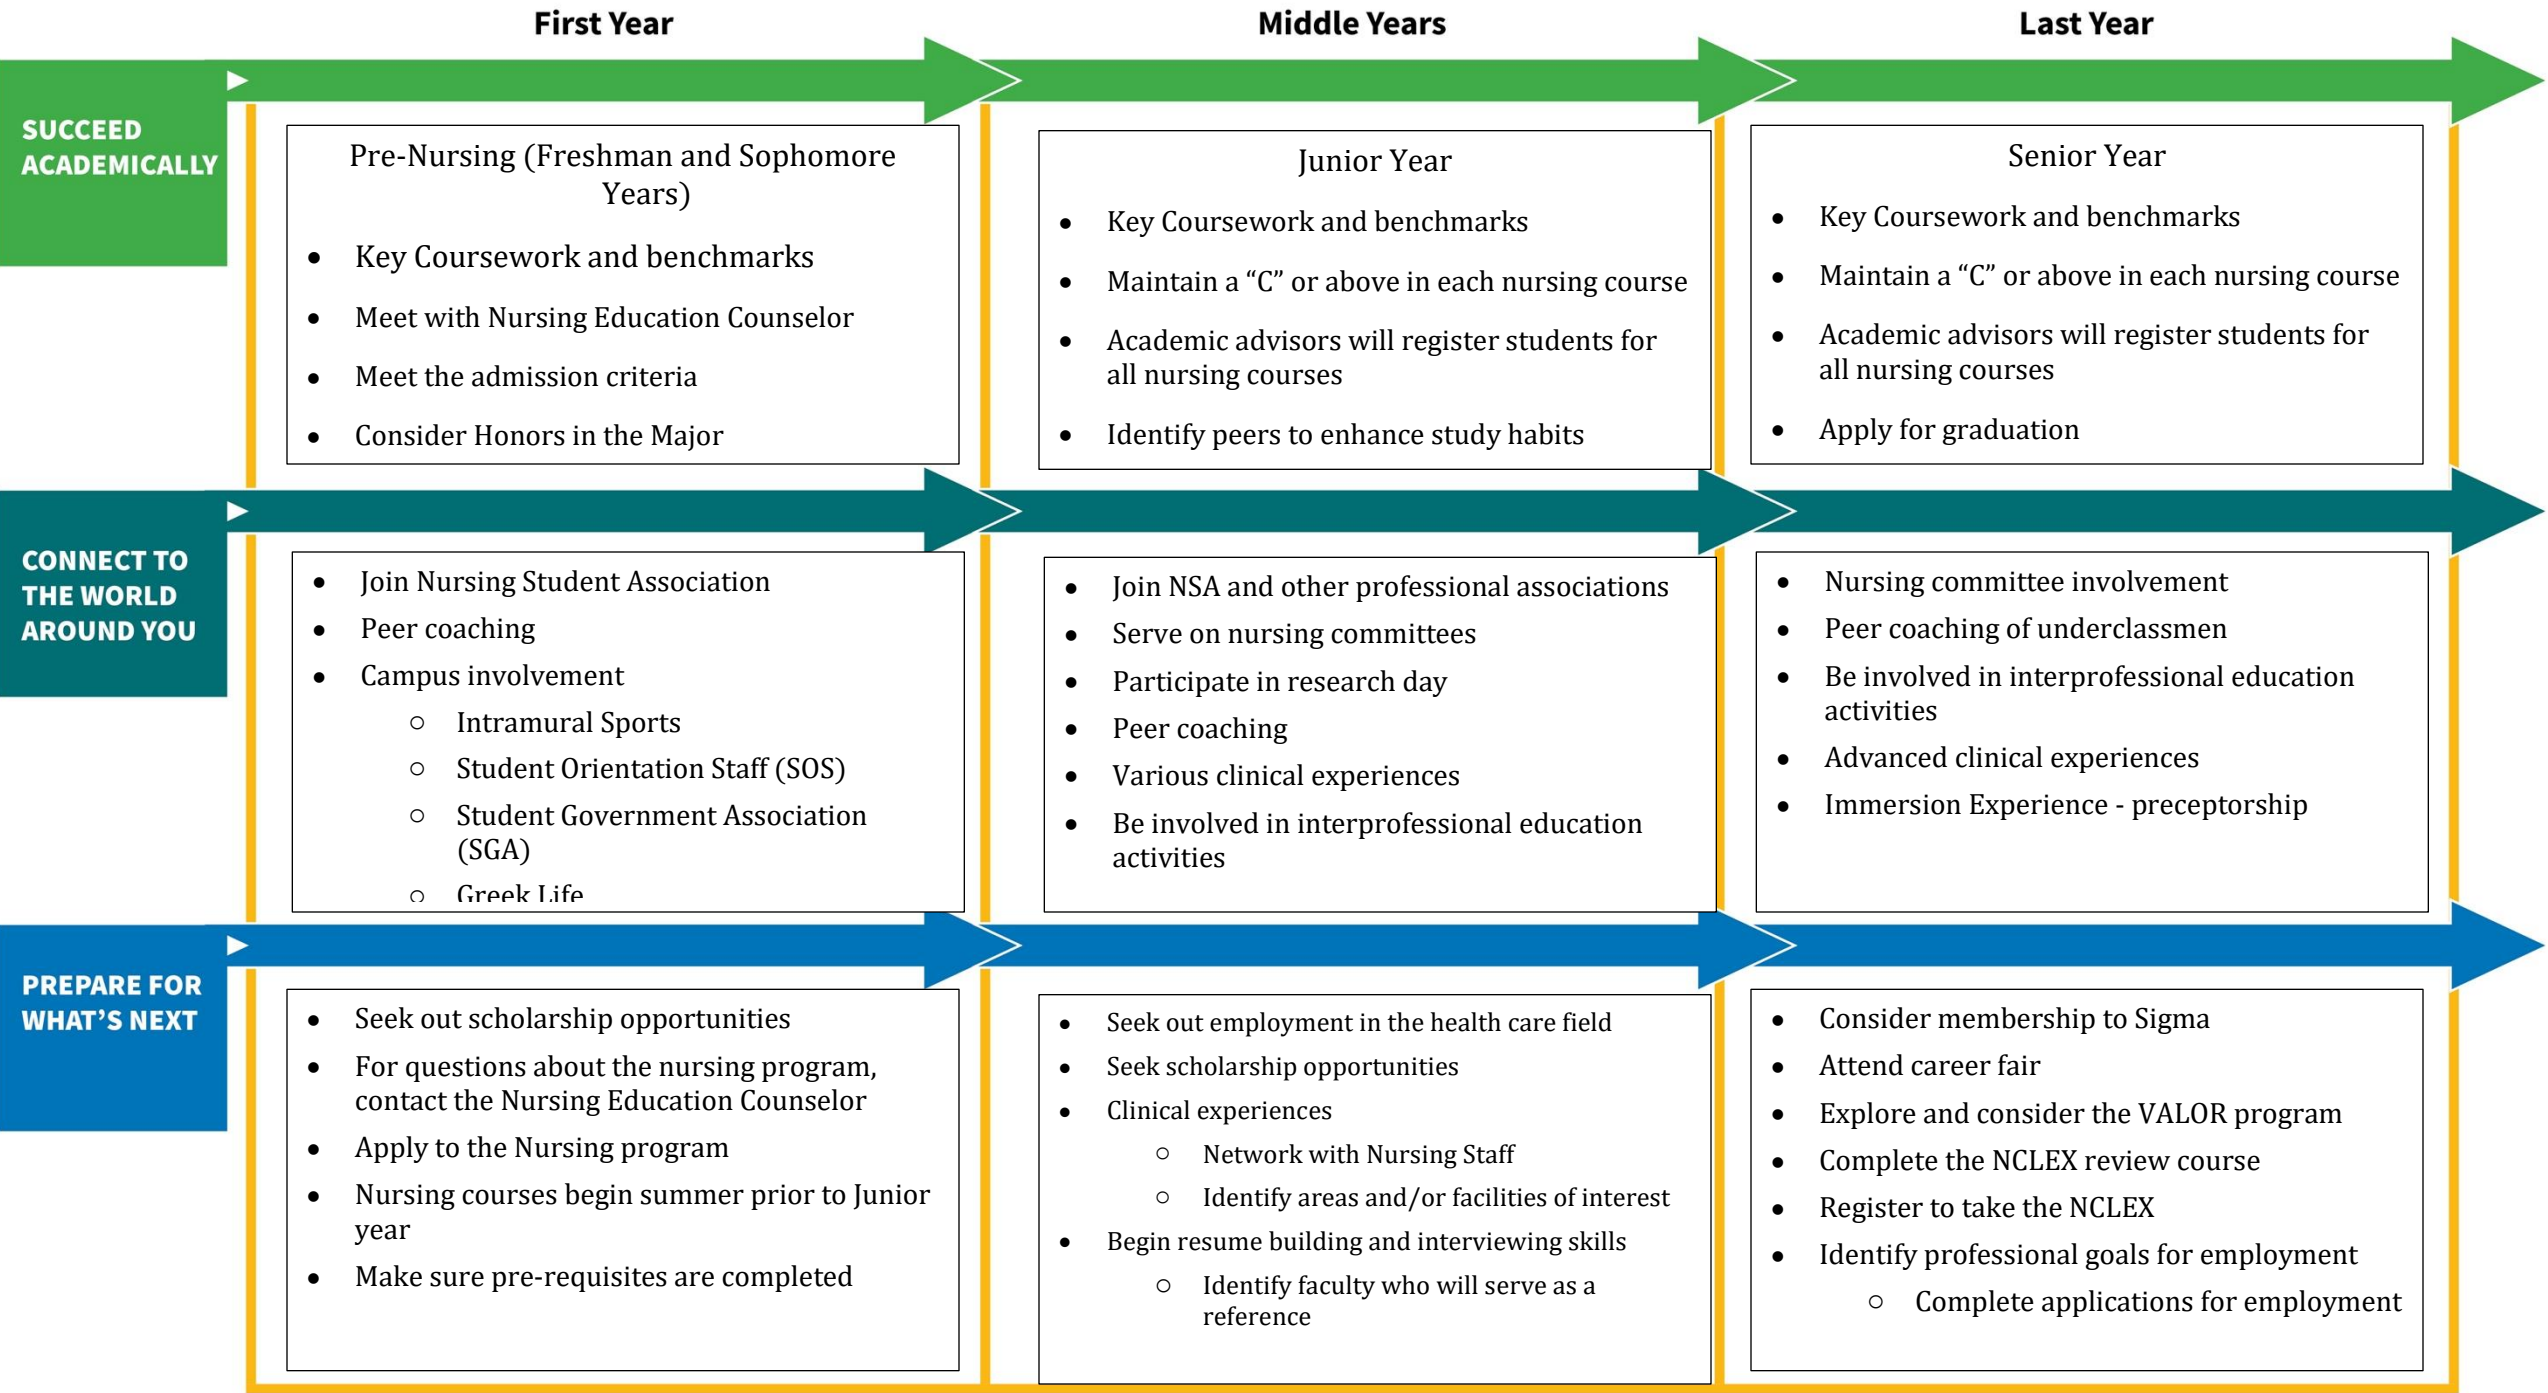 First Year
Middle Years
Last Year
SUCCEED
ACADEMICALLY
Pre-Nursing (Freshman and Sophomore
Years)
• Key Coursework and benchmarks
• Meet with Nursing Education Counselor
• Meet the admission criteria
• Consider Honors in the Major
Junior Year
• Key Coursework and benchmarks
• Maintain a “C” or above in each nursing course
• Academic advisors will register students for
all nursing courses
• Identify peers to enhance study habits
Senior Year
• Key Coursework and benchmarks
• Maintain a “C” or above in each nursing course
• Academic advisors will register students for
all nursing courses
• Apply for graduation
CONNECT TO
THE WORLD
AROUND YOU
• Join Nursing Student Association
• Peer coaching
• Campus involvement
○ Intramural Sports
○ Student Orientation Staff (SOS)
○ Student Government Association
(SGA)
○ Greek Life
• Join NSA and other professional associations
• Serve on nursing committees
• Participate in research day
• Peer coaching
• Various clinical experiences
• Be involved in interprofessional education
activities
• Nursing committee involvement
• Peer coaching of underclassmen
• Be involved in interprofessional education
activities
• Advanced clinical experiences
• Immersion Experience - preceptorship
PREPARE FOR
WHAT’S NEXT
• Seek out scholarship opportunities
• For questions about the nursing program,
contact the Nursing Education Counselor
• Apply to the Nursing program
• Nursing courses begin summer prior to Junior
year
• Make sure pre-requisites are completed
• Seek out employment in the health care field
• Seek scholarship opportunities
• Clinical experiences
○ Network with Nursing Staff
○ Identify areas and/or facilities of interest
• Begin resume building and interviewing skills
○ Identify faculty who will serve as a
reference
• Consider membership to Sigma
• Attend career fair
• Explore and consider the VALOR program
• Complete the NCLEX review course
• Register to take the NCLEX
• Identify professional goals for employment
○ Complete applications for employment